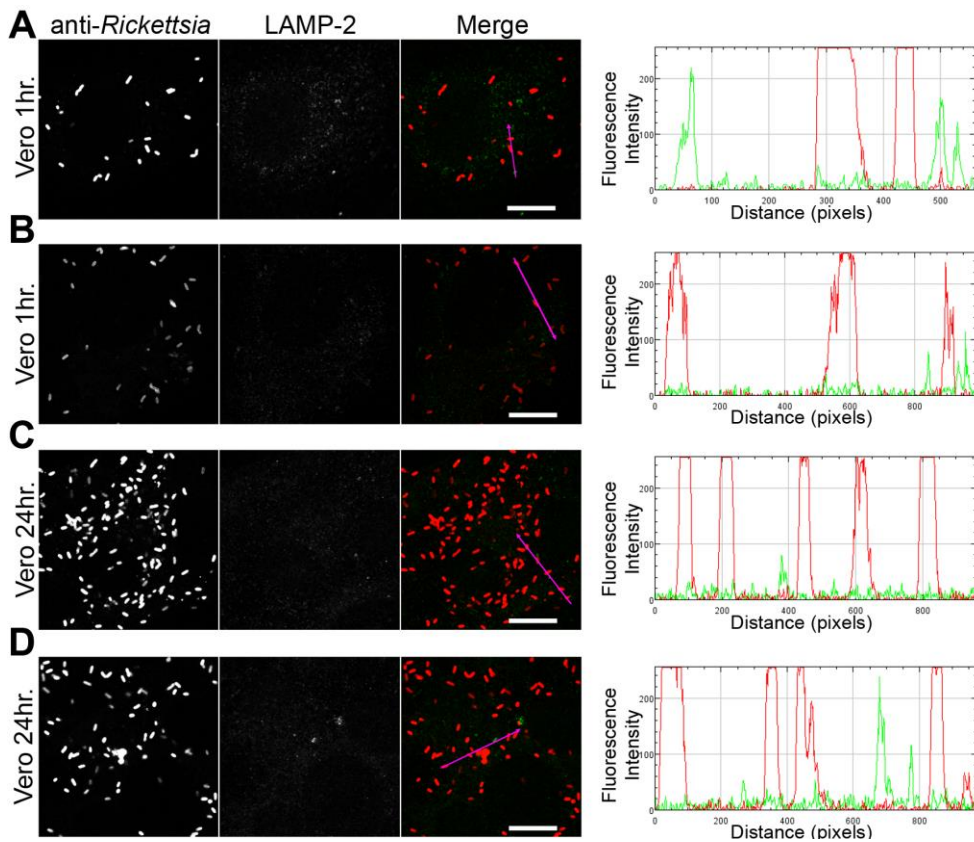 A anti-Rickettsia LAMP-2 Merge
Vero 1hr.
Fluorescence
Intensity
200
100
0
0 100 200 300 400 500
Distance (pixels)
B
Vero 1hr.
Fluorescence
Intensity
200
100
0
0 200 400 600 800
Distance (pixels)
C
Vero 24hr.
Fluorescence
Intensity
200
100
0
0 200 400 600 800
Distance (pixels)
D
Vero 24hr.
Fluorescence
Intensity
200
100
0
0 200 400 600 800
Distance (pixels)